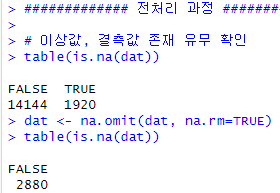 > ############# 전처리 과정 #######
>
> # 이상값, 결측값 존재 유무 확인
> table(is.na(dat))

FALSE  TRUE
14144  1920
> dat <- na.omit(dat, na.rm=TRUE)
> table(is.na(dat))

FALSE
 2880